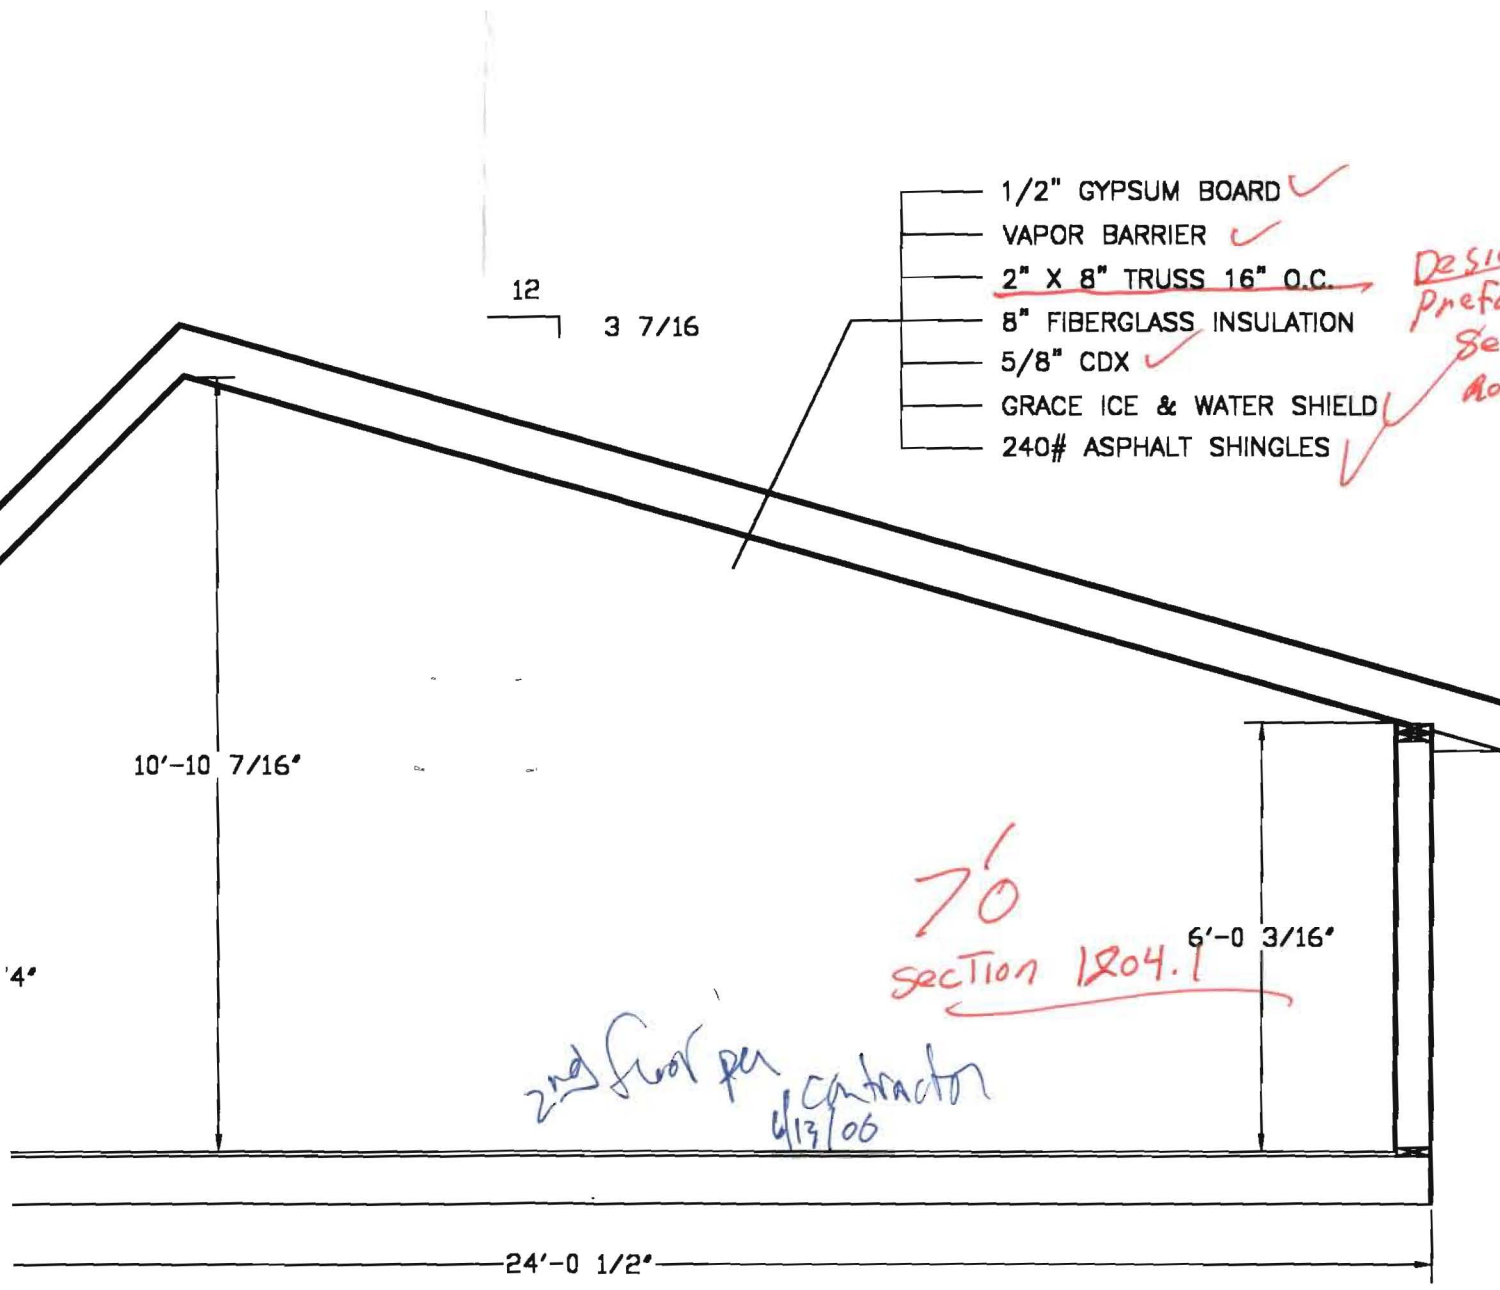 1/2" GYPSUM BOARD
VAPOR BARRIER
2" X 8" TRUSS 16" O.C.
8" FIBERGLASS INSULATION
5/8" CDX
GRACE ICE & WATER SHIELD
240# ASPHALT SHINGLES
12
3 7/16
10'-10 7/16"
7'0
6'-0 3/16"
section 1204.1
4"
2nd floor per contractor
6/13/06
24'-0 1/2"